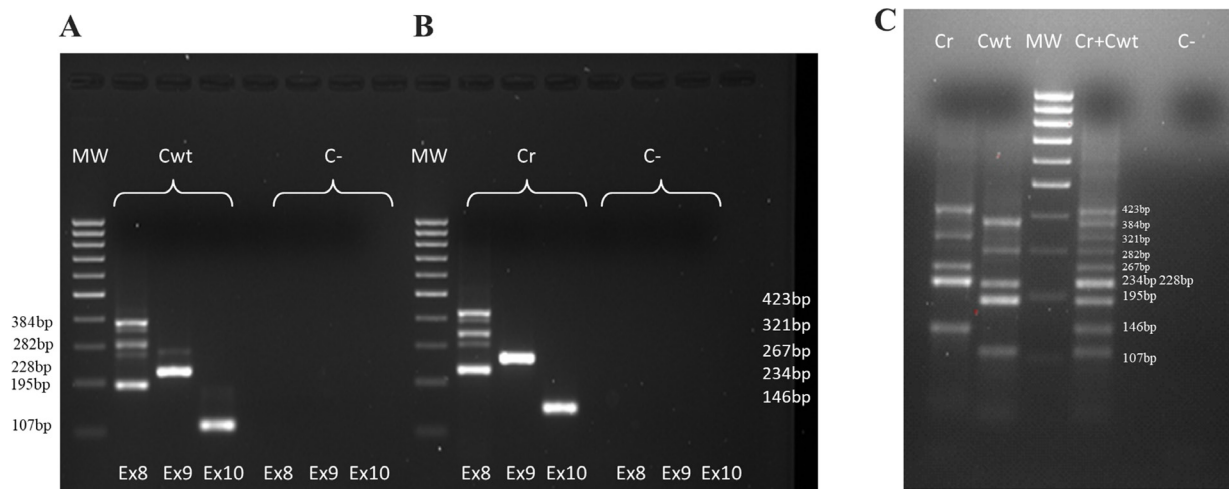 A
B
C
MW
Cwt
C-
MW
Cr
C-
384bp
282bp
228bp
195bp
107bp
423bp
321bp
267bp
234bp
146bp
Ex8 Ex9 Ex10 Ex8 Ex9 Ex10 Ex8 Ex9 Ex10 Ex8 Ex9 Ex10
Cr Cwt MW Cr+Cwt C-
423bp
384bp
321bp
282bp
267bp
234bp 228bp
195bp
146bp
107bp